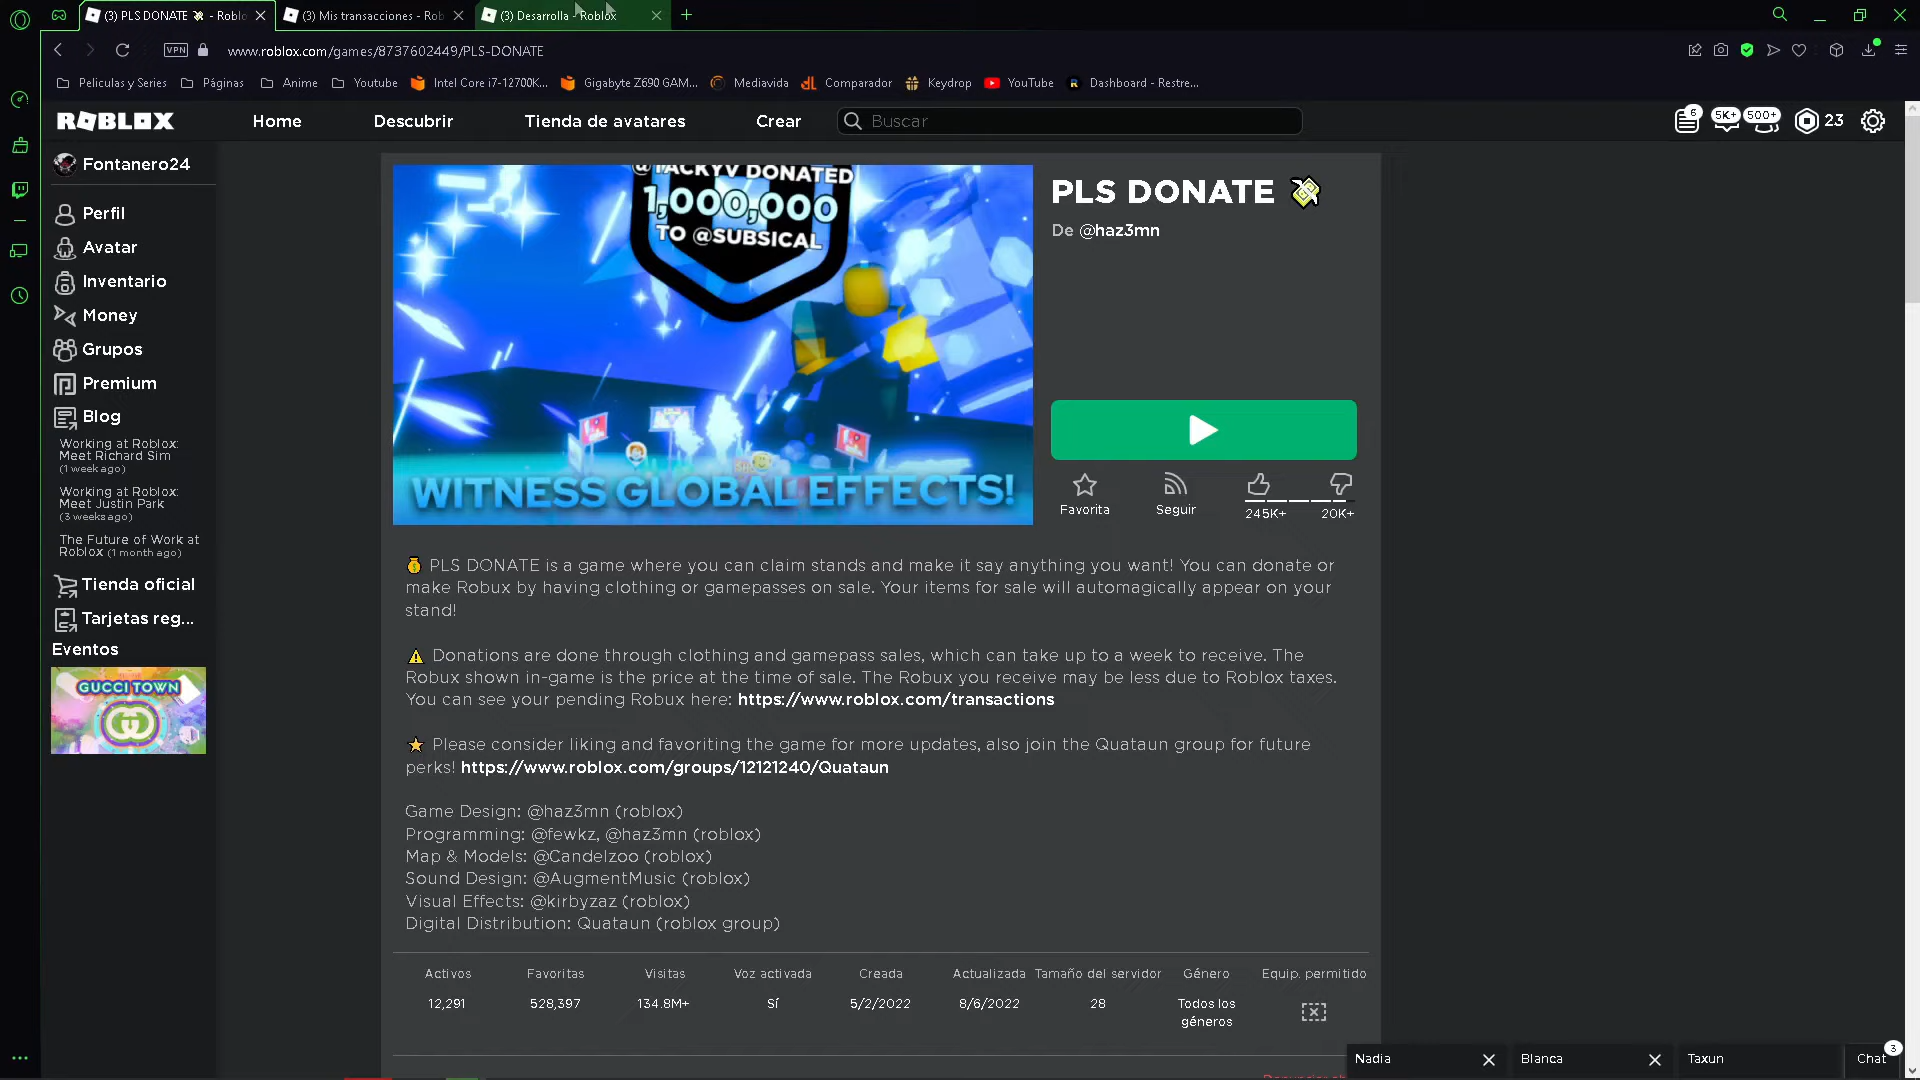 (3) PLS DONATE 💸 - Roblo
(3) Mis transacciones - Rob
(3) Desarrolla - Roblox
VPN
www.roblox.com/games/8737602449/PLS-DONATE
Peliculas y Series
Páginas
Anime
Youtube
Intel Core i7-12700K...
Gigabyte Z690 GAM...
Mediavida
Comparador
Keydrop
YouTube
Dashboard - Restre...
ROBLOX
Home
Descubrir
Tienda de avatares
Crear
Buscar
6
5K+
500+
23
Fontanero24
Perfil
Avatar
Inventario
Money
Grupos
Premium
Blog
Working at Roblox:
Meet Richard Sim
(1 week ago)
Working at Roblox:
Meet Justin Park
(3 weeks ago)
The Future of Work at
Roblox (1 month ago)
Tienda oficial
Tarjetas reg...
Eventos
GUCCI TOWN
@TACKYV DONATED
1,000,000
TO @SUBSICAL
WITNESS GLOBAL EFFECTS!
PLS DONATE 💸
De @haz3mn
Favorita
Seguir
245K+
20K+
💰 PLS DONATE is a game where you can claim stands and make it say anything you want! You can donate or
make Robux by having clothing or gamepasses on sale. Your items for sale will automagically appear on your
stand!
⚠ Donations are done through clothing and gamepass sales, which can take up to a week to receive. The
Robux shown in-game is the price at the time of sale. The Robux you receive may be less due to Roblox taxes.
You can see your pending Robux here: https://www.roblox.com/transactions
⭐ Please consider liking and favoriting the game for more updates, also join the Quataun group for future
perks! https://www.roblox.com/groups/12121240/Quataun
Game Design: @haz3mn (roblox)
Programming: @fewkz, @haz3mn (roblox)
Map & Models: @Candelzoo (roblox)
Sound Design: @AugmentMusic (roblox)
Visual Effects: @kirbyzaz (roblox)
Digital Distribution: Quataun (roblox group)
Activos
Favoritas
Visitas
Voz activada
Creada
Actualizada
Tamaño del servidor
Género
Equip. permitido
12,291
528,397
134.8M+
Sí
5/2/2022
8/6/2022
28
Todos los
géneros
Nadia
Blanca
Taxun
Chat
3